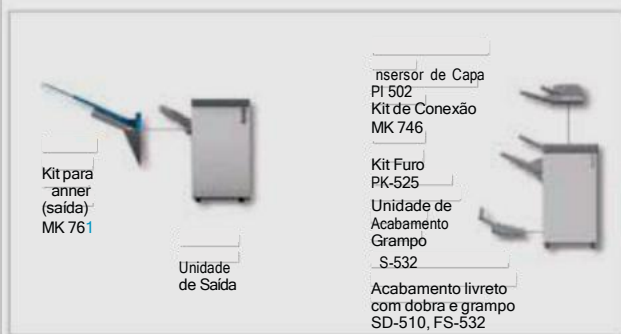 Kit para
anner
(saída)
MK 761
Unidade
de Saída
nsersor de Capa
PI 502
Kit de Conexão
MK 746
Kit Furo
PK-525
Unidade de
Acabamento
Grampo
S-532
Acabamento livreto
com dobra e grampo
SD-510, FS-532